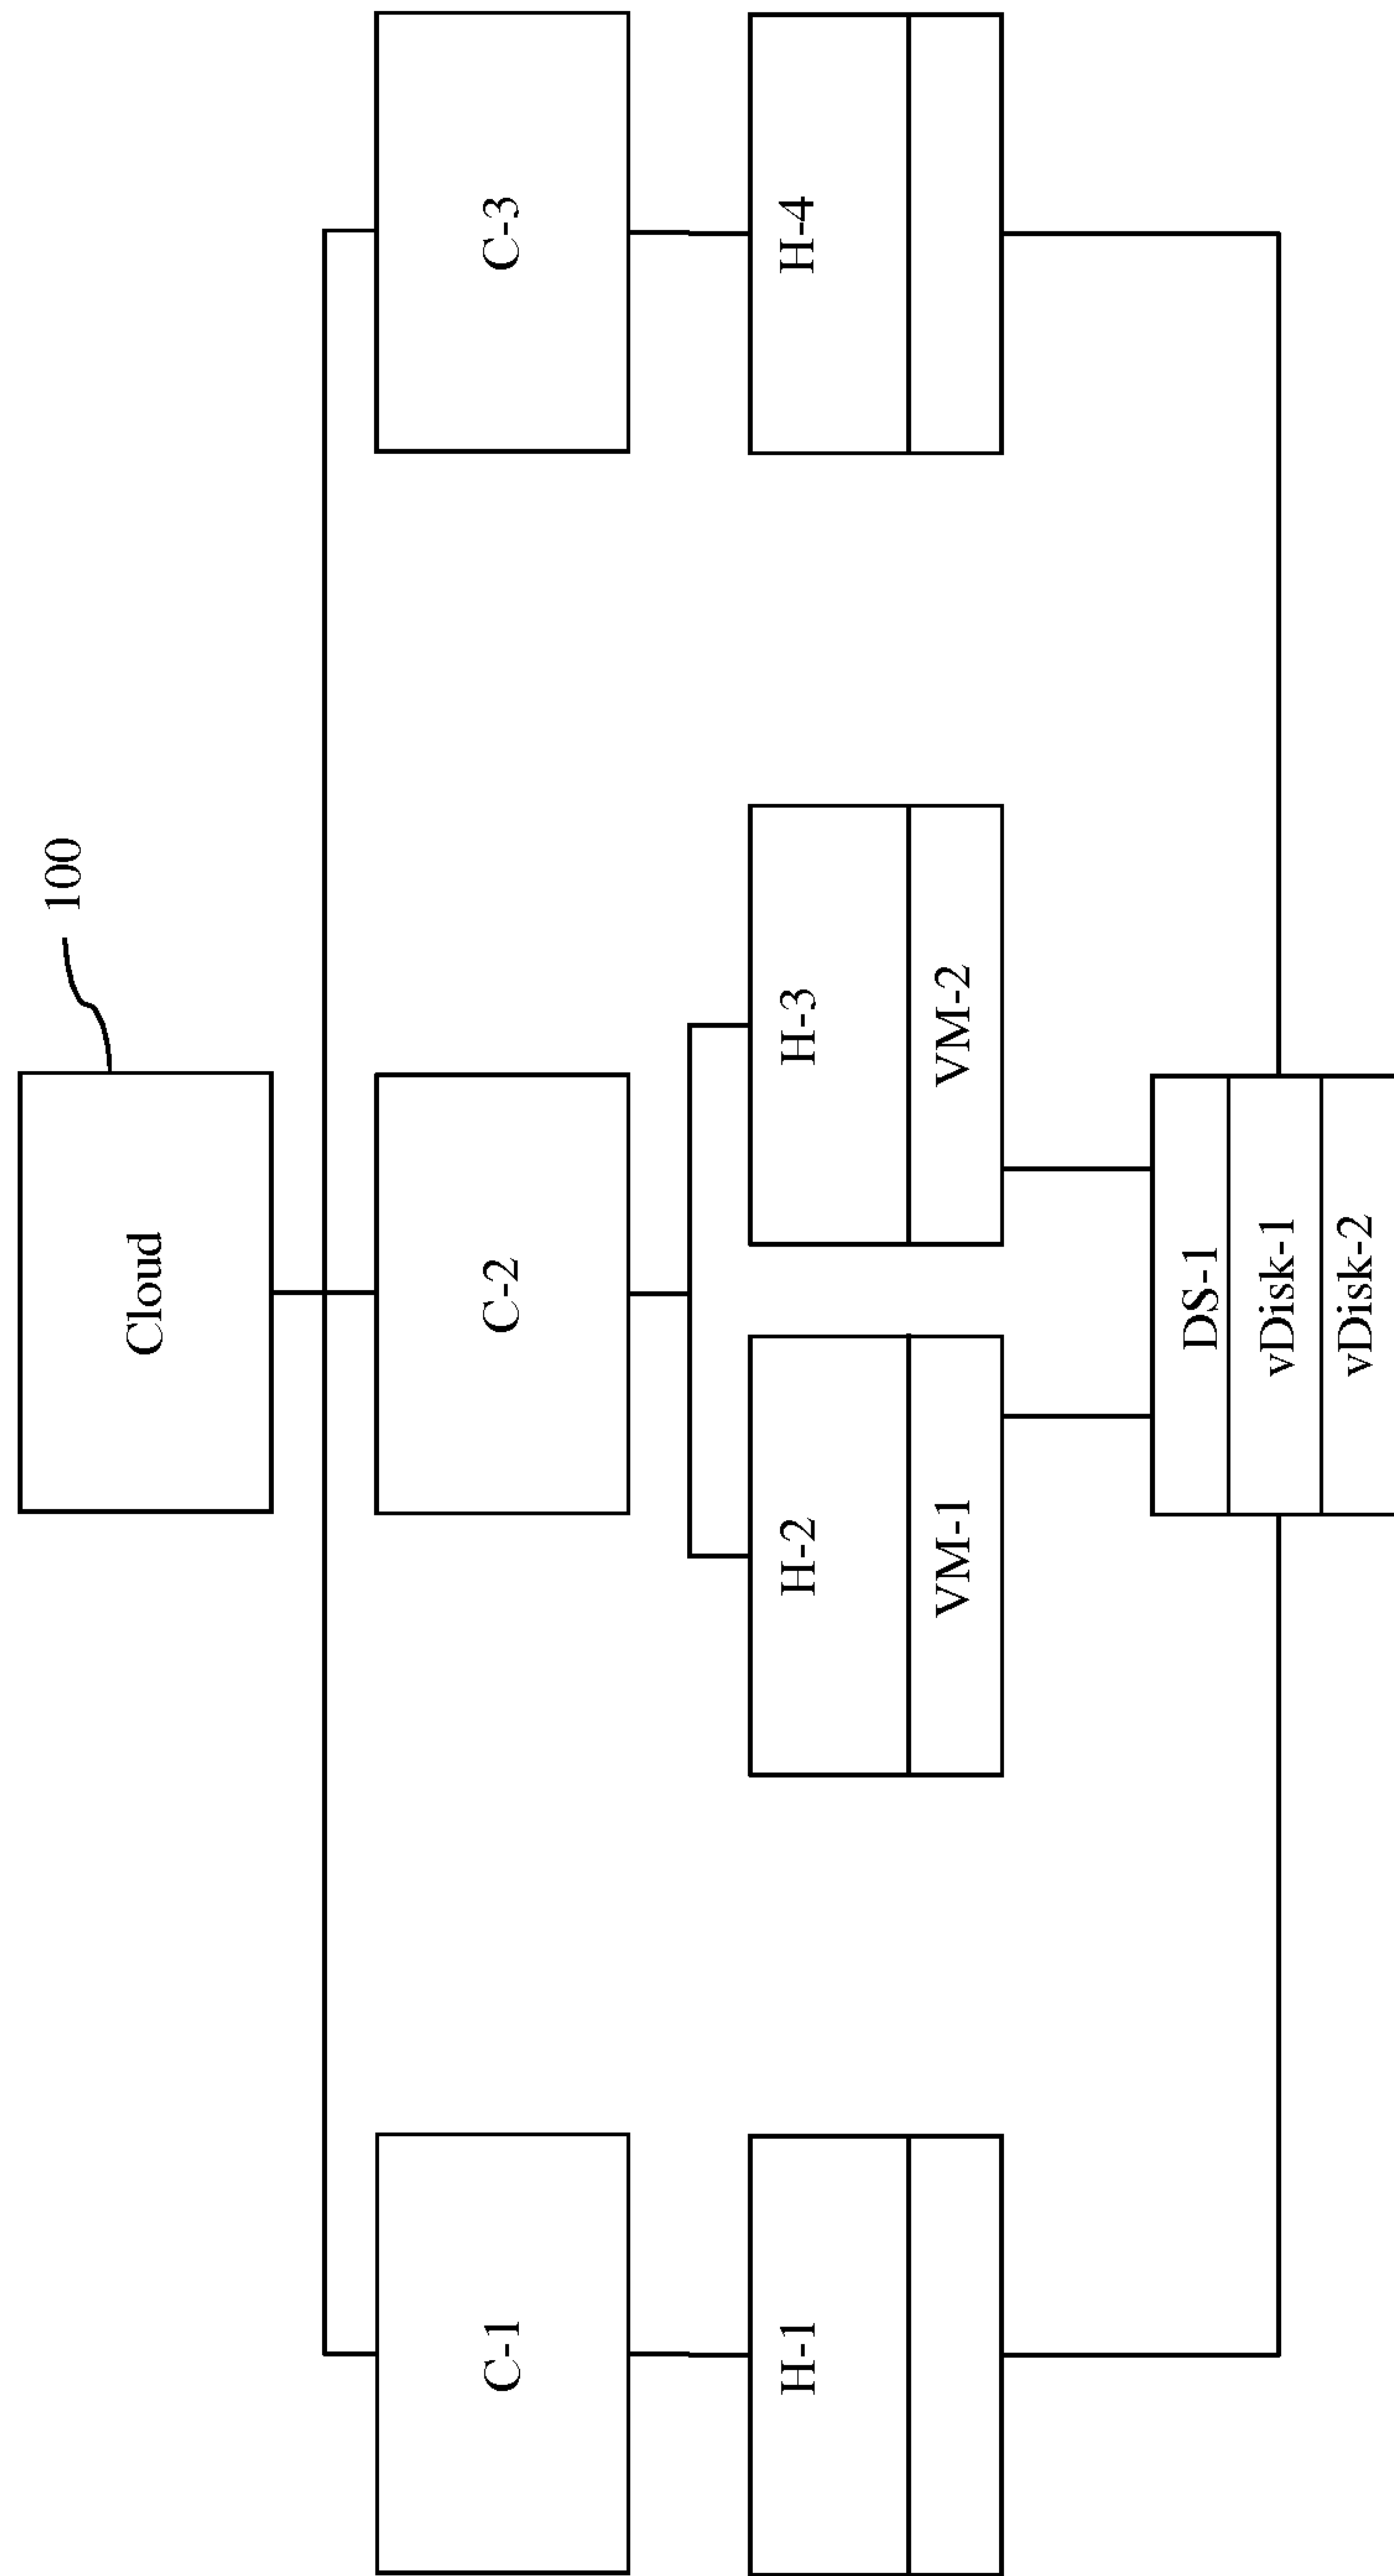 100
Cloud
C-1
C-2
C-3
H-1
H-2
H-3
H-4
VM-1
VM-2
DS-1
vDisk-1
vDisk-2